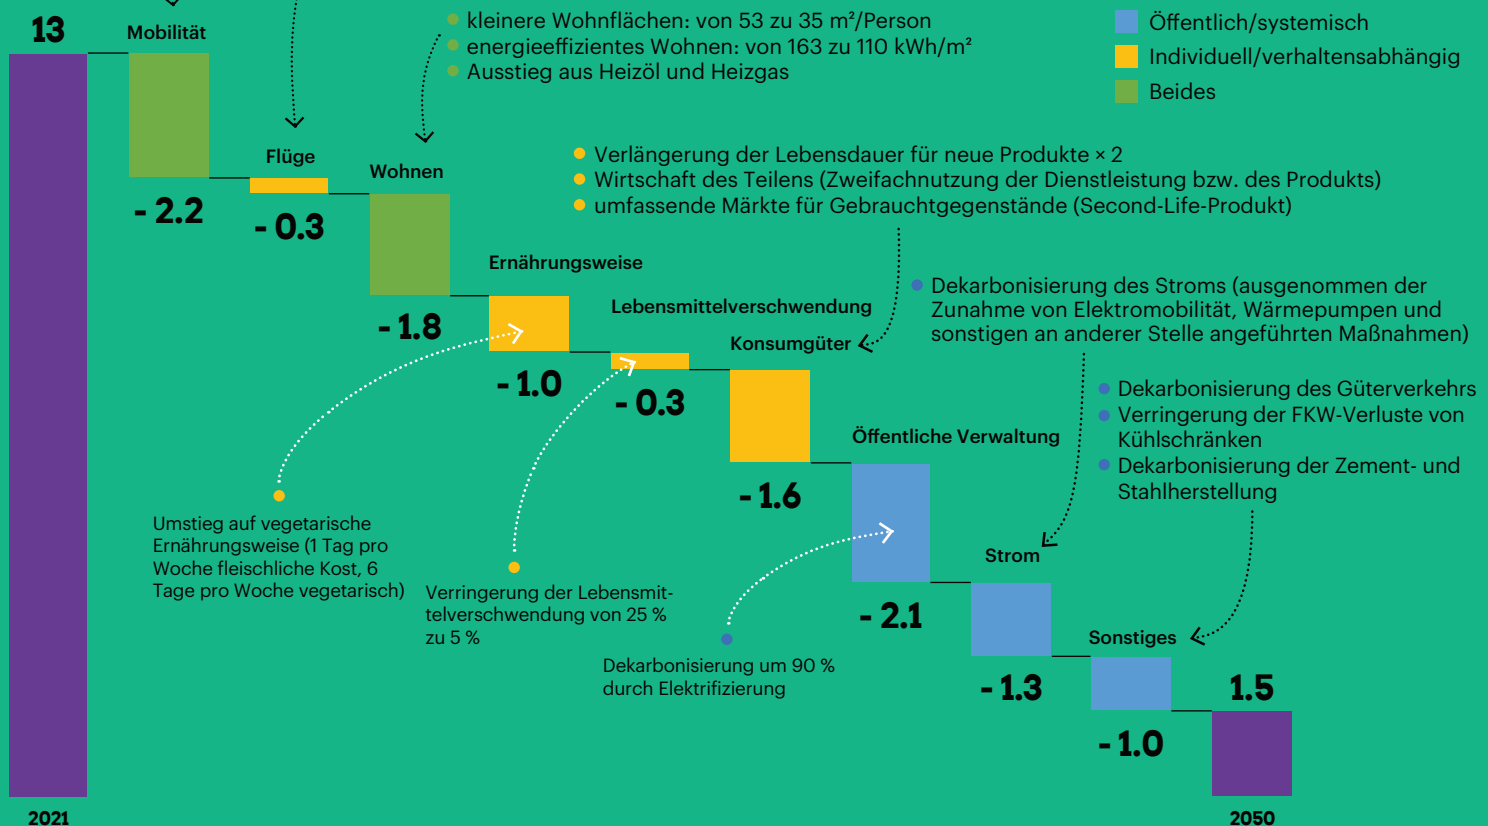 13
Mobilität
kleinere Wohnflächen: von 53 zu 35 m²/Person
energieeffizientes Wohnen: von 163 zu 110 kWh/m²
Ausstieg aus Heizöl und Heizgas
Öffentlich/systemisch
Individuell/verhaltensabhängig
Beides
Flüge
Wohnen
Verlängerung der Lebensdauer für neue Produkte × 2
Wirtschaft des Teilens (Zweifachnutzung der Dienstleistung bzw. des Produkts)
umfassende Märkte für Gebrauchtgegenstände (Second-Life-Produkt)
- 2.2
- 0.3
Ernährungsweise
Lebensmittelverschwendung
Dekarbonisierung des Stroms (ausgenommen der
Zunahme von Elektromobilität, Wärmepumpen und
sonstigen an anderer Stelle angeführten Maßnahmen)
- 1.8
Konsumgüter
- 1.0
- 0.3
Dekarbonisierung des Güterverkehrs
Verringerung der FKW-Verluste von
Kühlschränken
Dekarbonisierung der Zement- und
Stahlherstellung
Öffentliche Verwaltung
- 1.6
Umstieg auf vegetarische
Ernährungsweise (1 Tag pro
Woche fleischliche Kost, 6
Tage pro Woche vegetarisch)
Verringerung der Lebensmit-
telverschwendung von 25 %
zu 5 %
Strom
- 2.1
Dekarbonisierung um 90 %
durch Elektrifizierung
Sonstiges
- 1.3
1.5
- 1.0
2021
2050